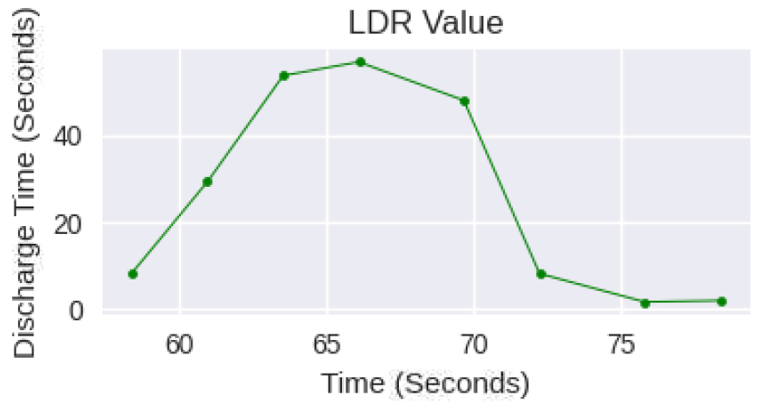 LDR Value
Discharge Time (Seconds)
40
20
0
60 65 70 75
Time (Seconds)